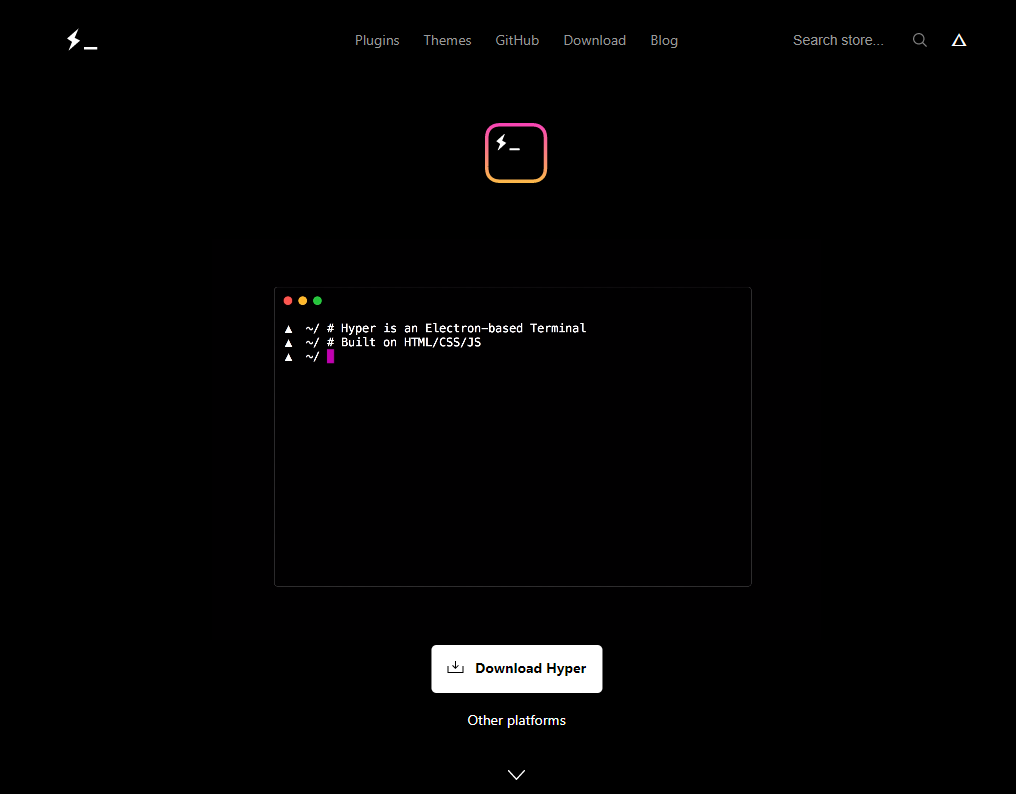 Plugins Themes GitHub Download Blog Search store...
▲ ~/ # Hyper is an Electron-based Terminal
▲ ~/ # Built on HTML/CSS/JS
▲ ~/
Download Hyper
Other platforms